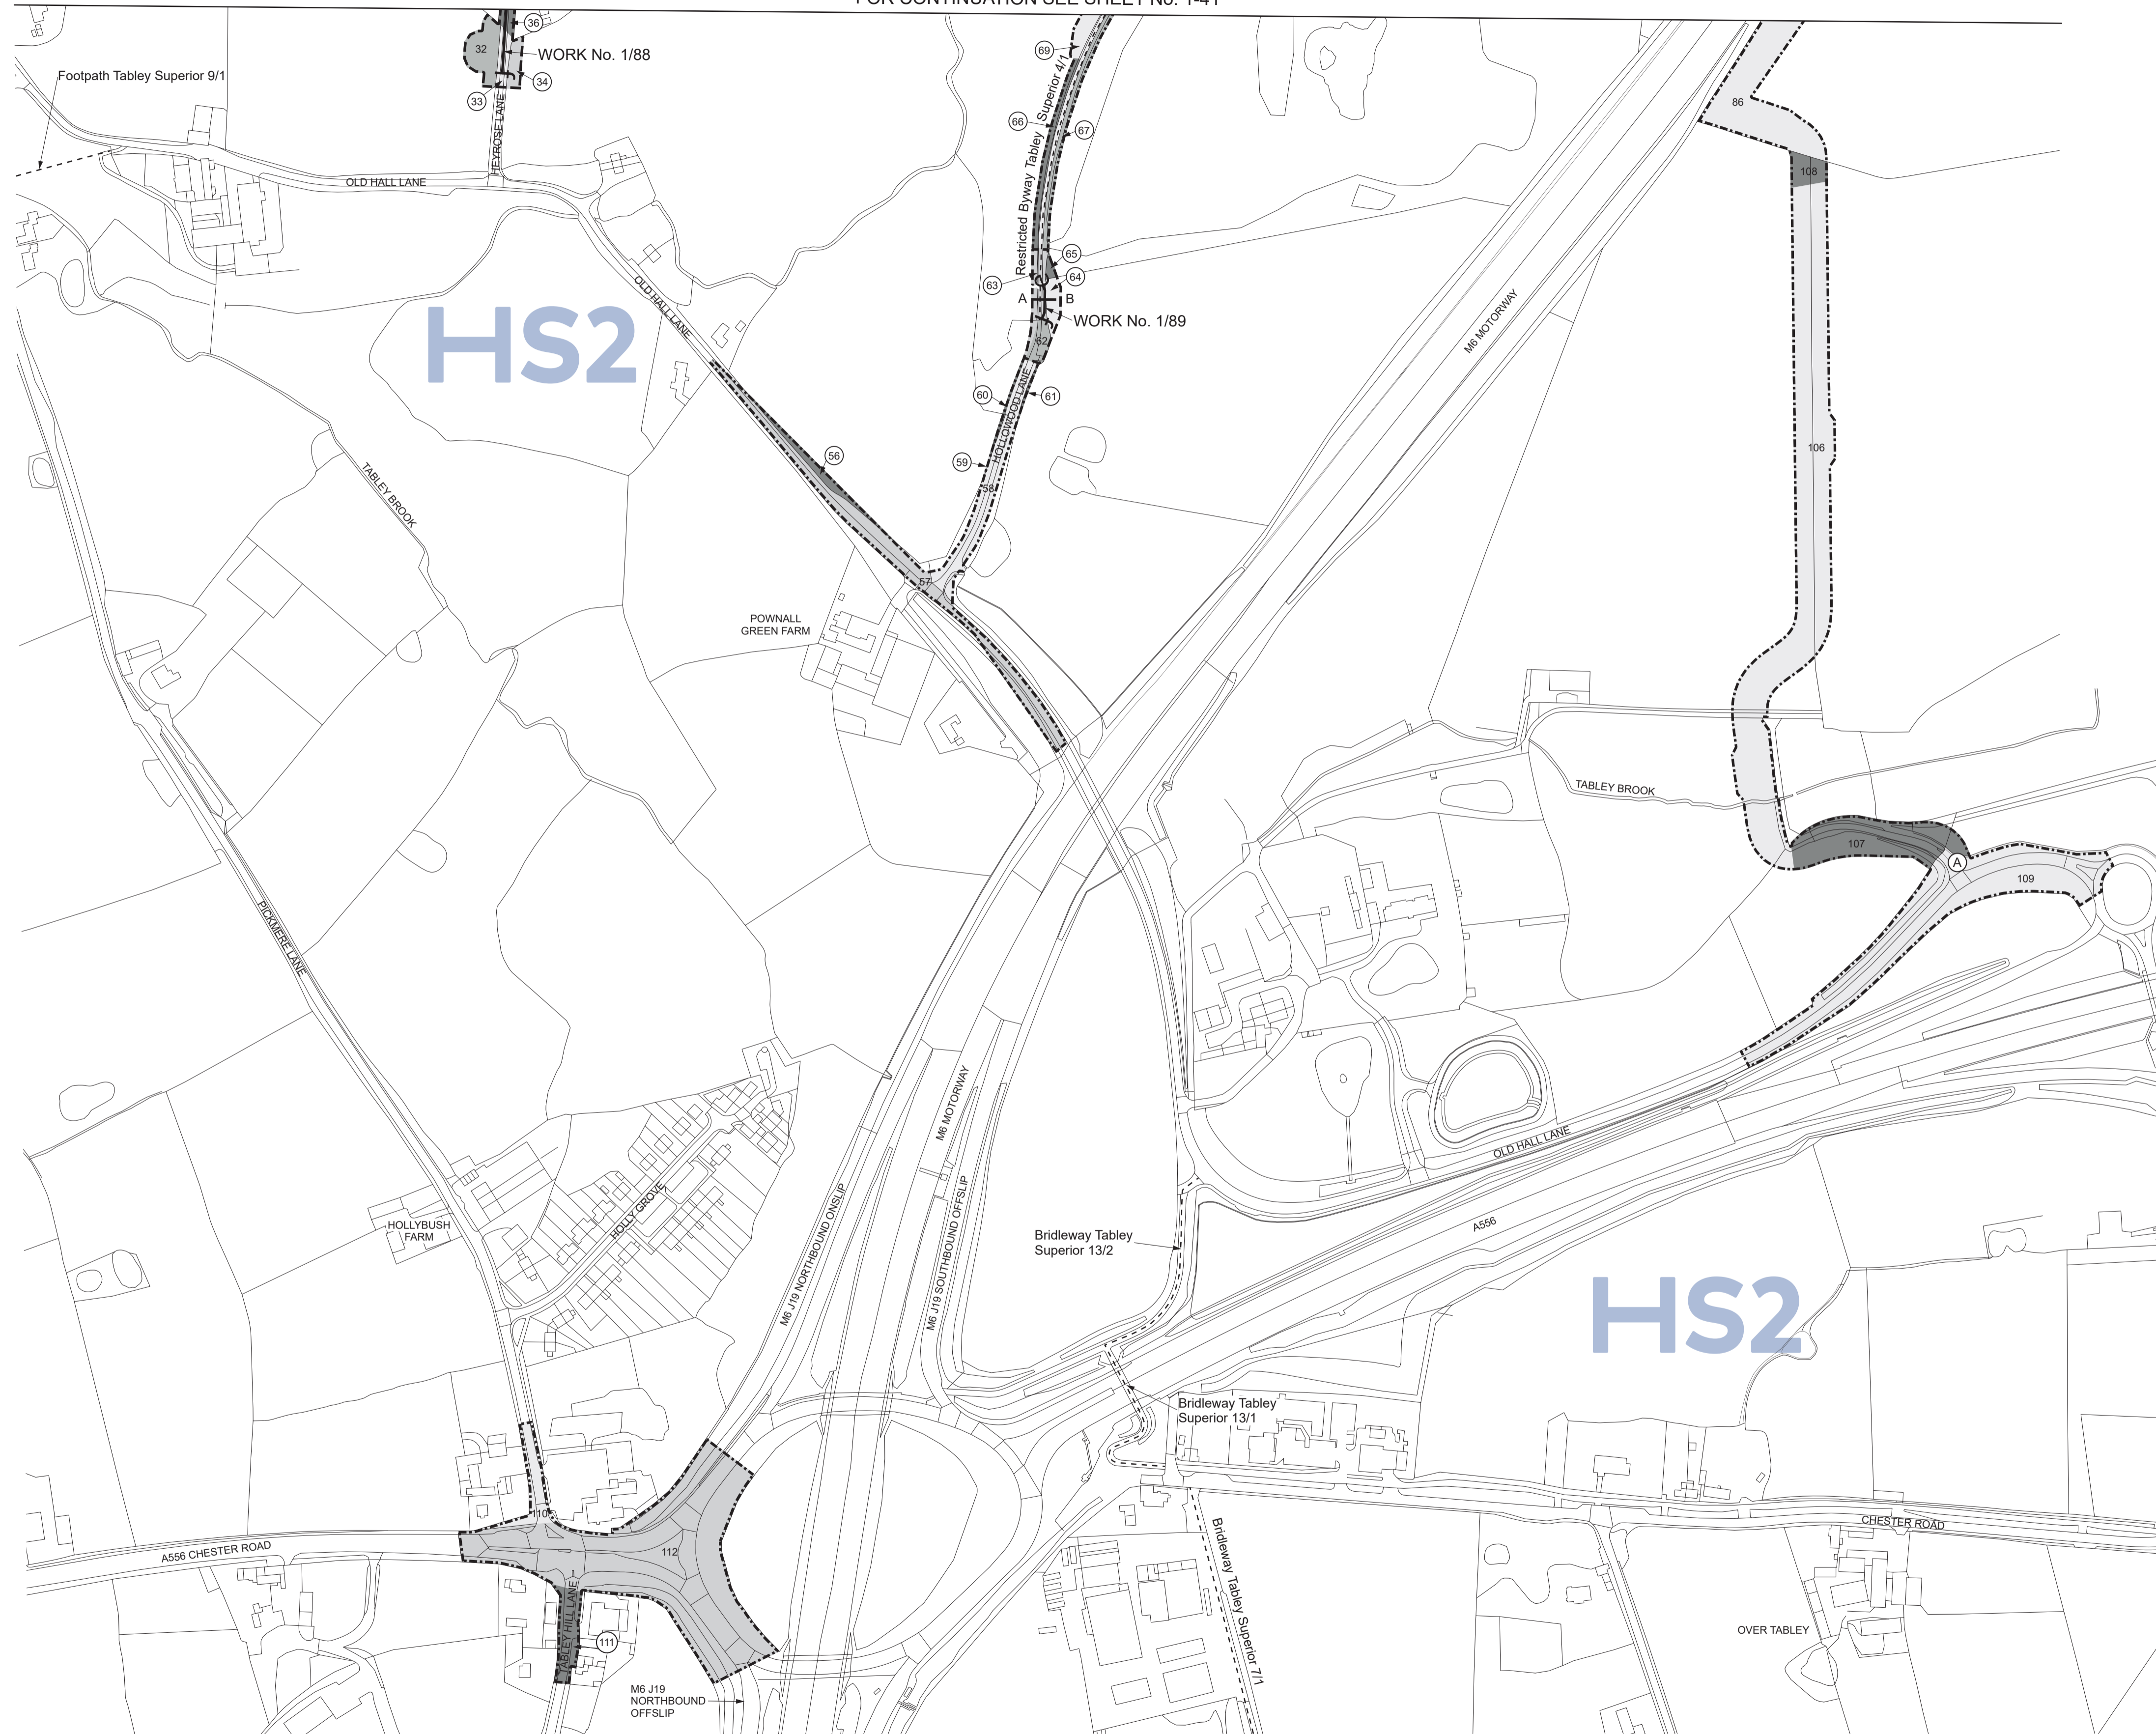 FOR CONTINUATION SEE SHEET No. 1-41
36
32
WORK No. 1/88
34
33
Footpath Tabley Superior 9/1
HEYROSE LANE
OLD HALL LANE
69
Restricted Byway Tabley Superior 4/1
66
67
86
108
65
64
63
A
B
WORK No. 1/89
62
OLD HALL LANE
HS2
M6 MOTORWAY
60
61
HOLLOWOOD LANE
59
58
56
106
TABLEY BROOK
57
POWNALL
GREEN FARM
TABLEY BROOK
107
A
109
PICKMERE LANE
M6 MOTORWAY
OLD HALL LANE
HOLLY GROVE
HOLLYBUSH
FARM
M6 J19 NORTHBOUND ONSLIP
M6 J19 SOUTHBOUND OFFSLIP
A556
Bridleway Tabley
Superior 13/2
HS2
Bridleway Tabley
Superior 13/1
110
A556 CHESTER ROAD
112
CHESTER ROAD
Bridleway Tabley Superior 7/1
TABLEY HILL LANE
111
OVER TABLEY
M6 J19
NORTHBOUND
OFFSLIP